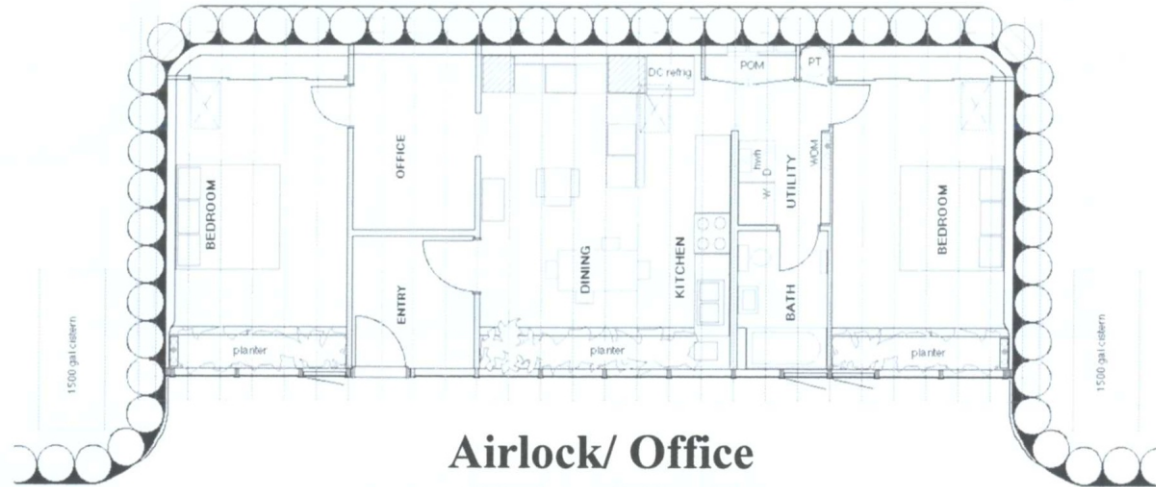 POM
PT
DC refrig
OFFICE
BEDROOM
hwh
W D
UTILITY
WOM
BEDROOM
DINING
KITCHEN
ENTRY
BATH
planter
planter
planter
1500 gal cistern
1500 gal cistern
Airlock/ Office